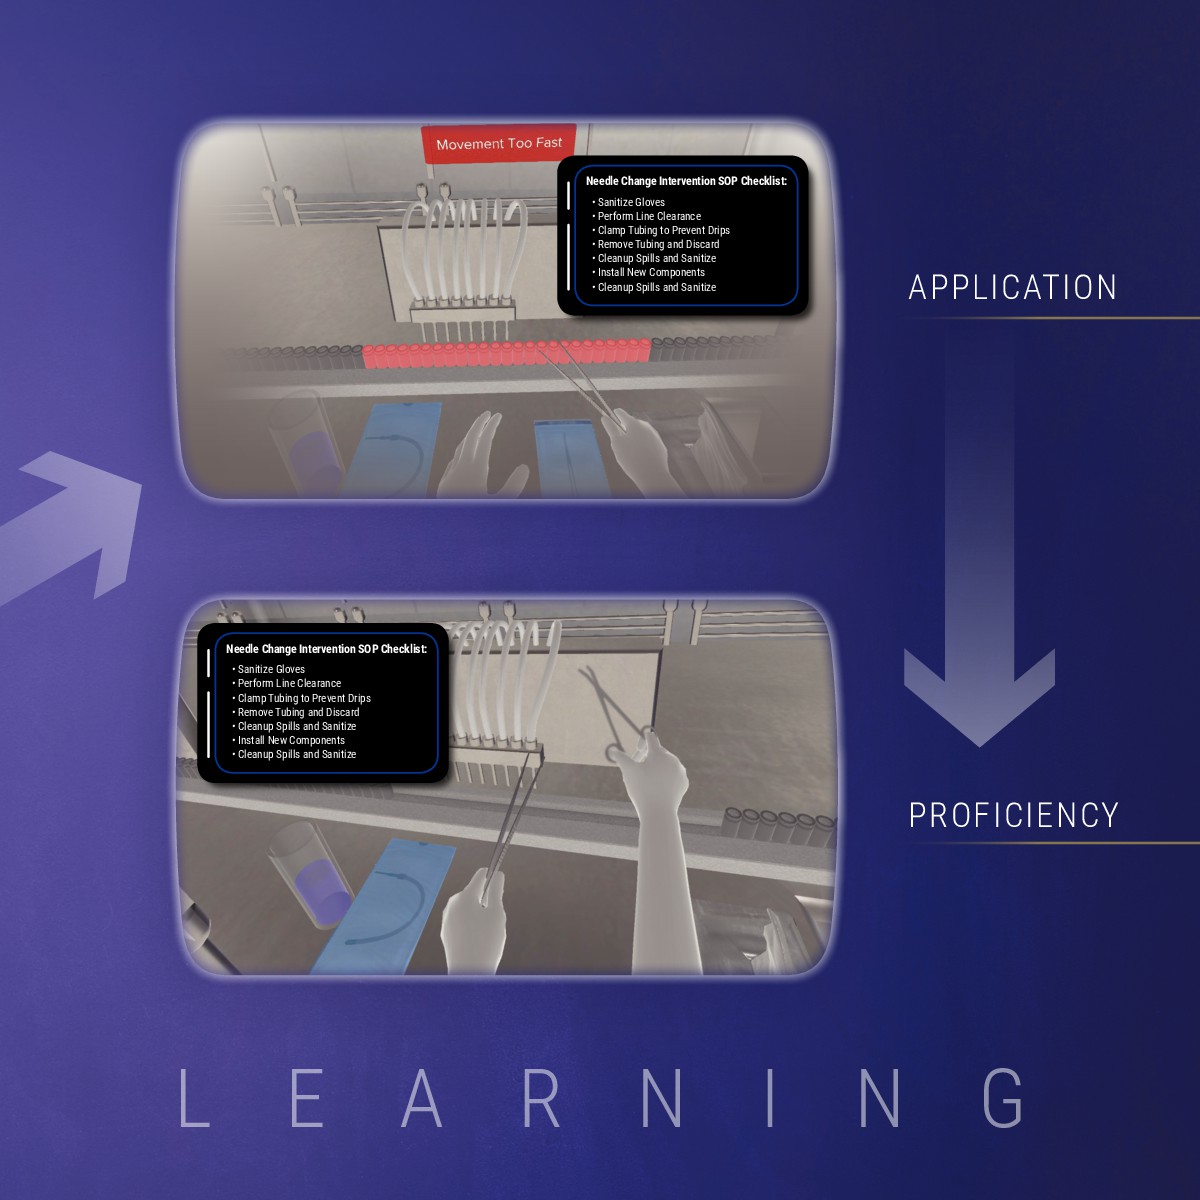 Movement Too Fast
Needle Change Intervention SOP Checklist:
• Sanitize Gloves
• Perform Line Clearance
• Clamp Tubing to Prevent Drips
• Remove Tubing and Discard
• Cleanup Spills and Sanitize
• Install New Components
• Cleanup Spills and Sanitize
APPLICATION
Needle Change Intervention SOP Checklist:
• Sanitize Gloves
• Perform Line Clearance
• Clamp Tubing to Prevent Drips
• Remove Tubing and Discard
• Cleanup Spills and Sanitize
• Install New Components
• Cleanup Spills and Sanitize
PROFICIENCY
LEARNING